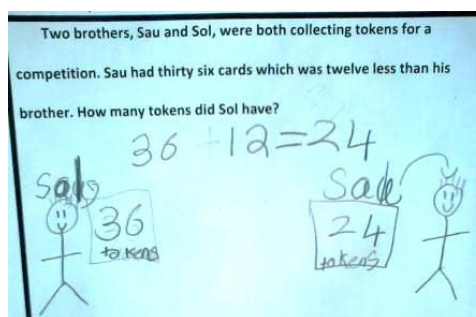 Two brothers, Sau and Sol, were both collecting tokens for a
competition. Sau had thirty six cards which was twelve less than his
brother. How many tokens did Sol have?
36 - 12 = 24
36
tokens
24
tokens